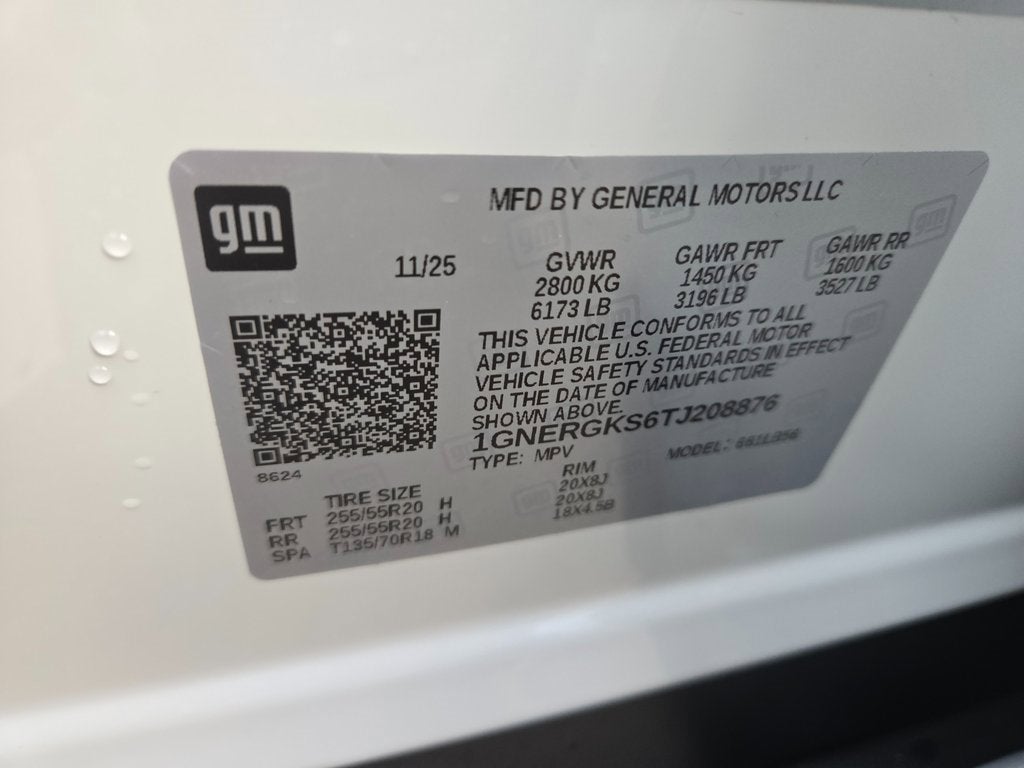 gm
MFD BY GENERAL MOTORS LLC
11/25
GVWR
2800 KG
6173 LB
GAWR FRT
1450 KG
3196 LB
GAWR RR
1600 KG
3527 LB
THIS VEHICLE CONFORMS TO ALL
APPLICABLE U.S. FEDERAL MOTOR
VEHICLE SAFETY STANDARDS IN EFFECT
ON THE DATE OF MANUFACTURE
SHOWN ABOVE.
1GNERGKS6TJ208876
TYPE: MPV
MODEL:
8624
TIRE SIZE
RIM
FRT 255/55R20 H 20X8J
RR 255/55R20 H 20X8J
SPA T135/70R18 M 18X4.5B